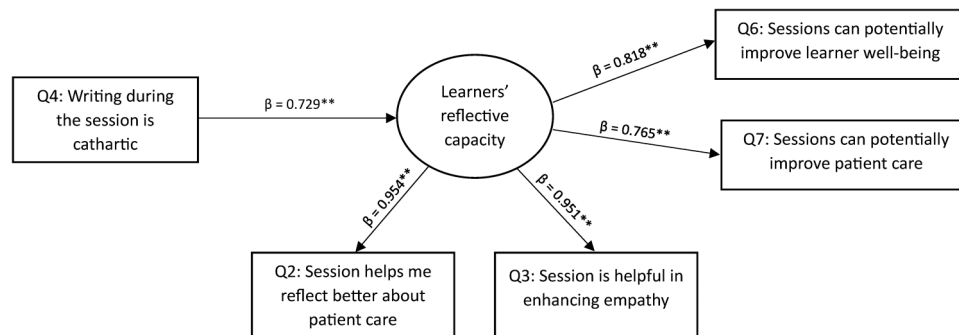 Q4: Writing during
the session is
cathartic
β = 0.729**
Learners’
reflective
capacity
β = 0.818**
Q6: Sessions can potentially
improve learner well-being
β = 0.765**
Q7: Sessions can potentially
improve patient care
β = 0.954**
Q2: Session helps me
reflect better about
patient care
β = 0.951**
Q3: Session is helpful in
enhancing empathy